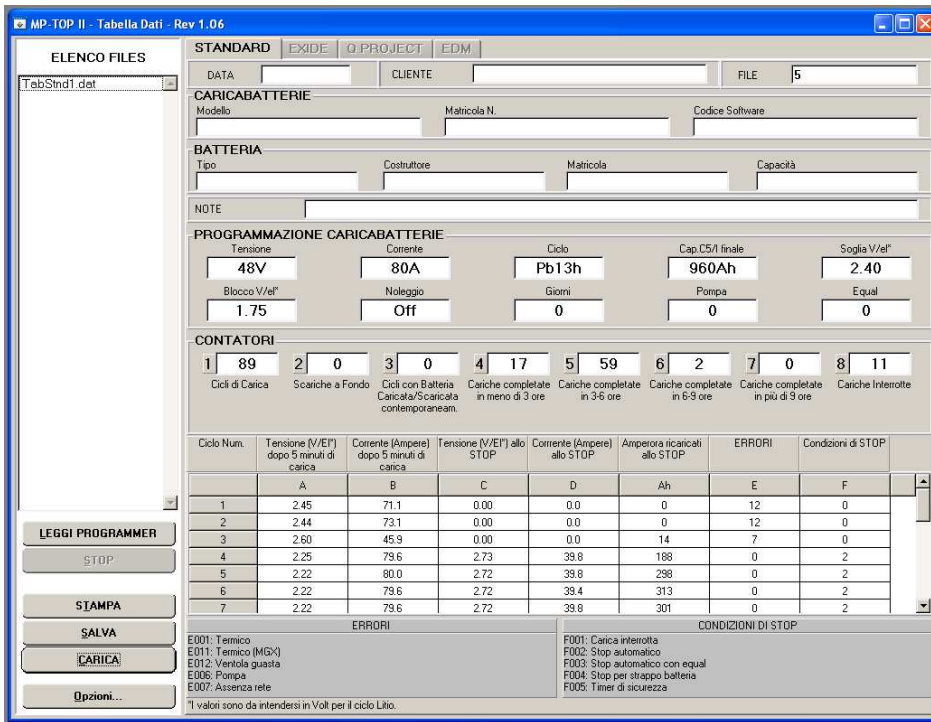 MP-TOP II - Tabella Dati - Rev 1.06
ELENCO FILES
TabStnd1.dat
LEGGI PROGRAMMER
STOP
STAMPA
SALVA
CARICA
Opzioni...
STANDARD EXIDE Q PROJECT EDM
DATA CLIENTE FILE 5
CARICABATTERIE
Modello Matricola N. Codice Software
BATTERIA
Tipo Costruttore Matricola Capacità
NOTE
PROGRAMMAZIONE CARICABATTERIE
Tensione Corrente Ciclo Cap.C5/I finale Soglia V/el*
48V 80A Pb13h 960Ah 2.40
Blocco V/el* Noleggio Giorni Pompa Equal
1.75 Off 0 0 0
CONTATORI
1 89 2 0 3 0 4 17 5 59 6 2 7 0 8 11
Cicli di Carica Scariche a Fondo Cicli con Batteria Cariche completate Cariche completate Cariche completate Cariche completate Cariche Interrotte
Caricata/Scaricata in meno di 3 ore in 3-6 ore in 6-9 ore in più di 9 ore
contemporaneam.
Ciclo Num. Tensione (V/El*) Corrente (Ampere) Tensione (V/El*) allo Corrrente (Ampere) Amperora ricaricati ERRORI Condizioni di STOP
dopo 5 minuti di dopo 5 minuti di STOP allo STOP allo STOP
carica carica
A B C D Ah E F
1 2.45 71.1 0.00 0.0 0 12 0
2 2.44 73.1 0.00 0.0 0 12 0
3 2.60 45.9 0.00 0.0 14 7 0
4 2.25 79.6 2.73 39.8 188 0 2
5 2.22 80.0 2.72 39.8 298 0 2
6 2.22 79.6 2.72 39.4 313 0 2
7 2.22 79.6 2.72 39.8 301 0 2
ERRORI
E001: Termico
E011: Termico (MGX)
E012: Ventola guasta
E006: Pompa
E007: Assenza rete
CONDIZIONI DI STOP
F001: Carica interrotta
F002: Stop automatico
F003: Stop automatico con equal
F004: Stop per strappo batteria
F005: Timer di sicurezza
*I valori sono da intendersi in Volt per il ciclo Litio.